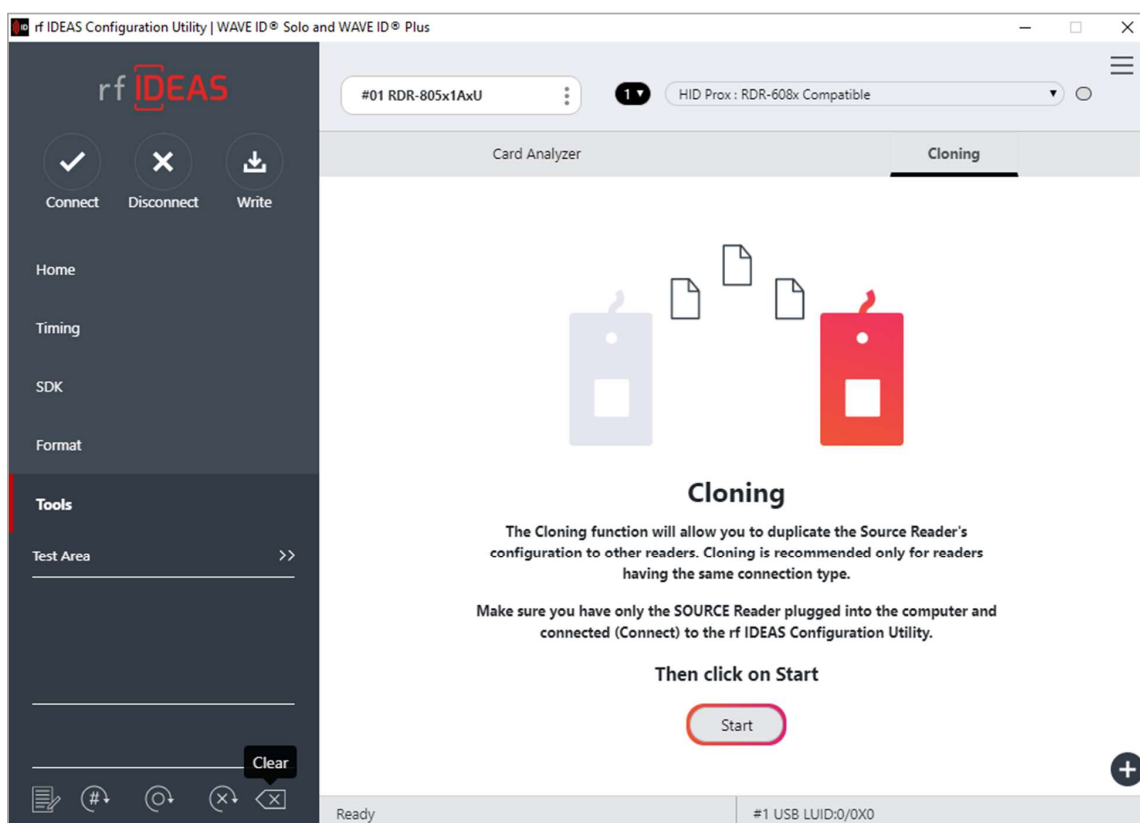 rf IDEAS Configuration Utility | WAVE ID® Solo and WAVE ID® Plus
rf IDEAS
Connect
Disconnect
Write
Home
Timing
SDK
Format
Tools
Test Area >>
Clear
#01 RDR-805x1AxU
1
HID Prox : RDR-608x Compatible
Card Analyzer
Cloning
Cloning
The Cloning function will allow you to duplicate the Source Reader's
configuration to other readers. Cloning is recommended only for readers
having the same connection type.
Make sure you have only the SOURCE Reader plugged into the computer and
connected (Connect) to the rf IDEAS Configuration Utility.
Then click on Start
Start
Ready
#1 USB LUID:0/0X0